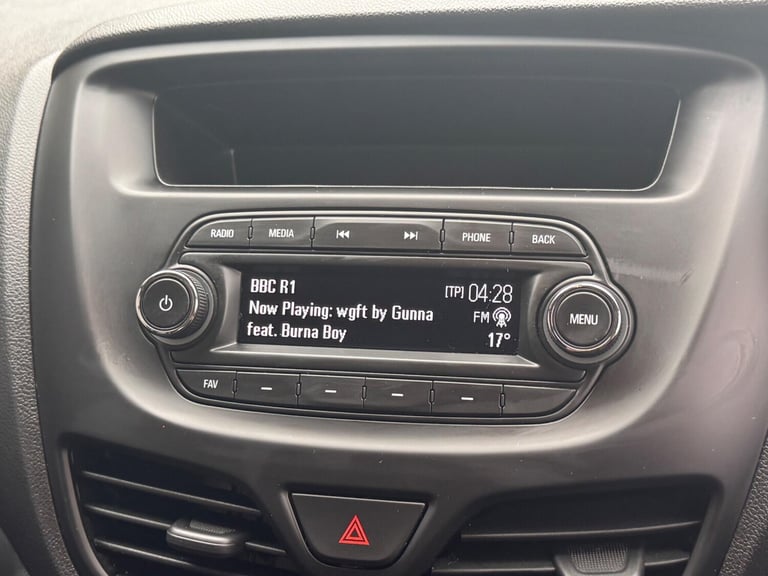 RADIO MEDIA PHONE BACK
BBC R1 [TP] 04:28
Now Playing: wgft by Gunna FM
feat. Burna Boy 17°
MENU
FAV